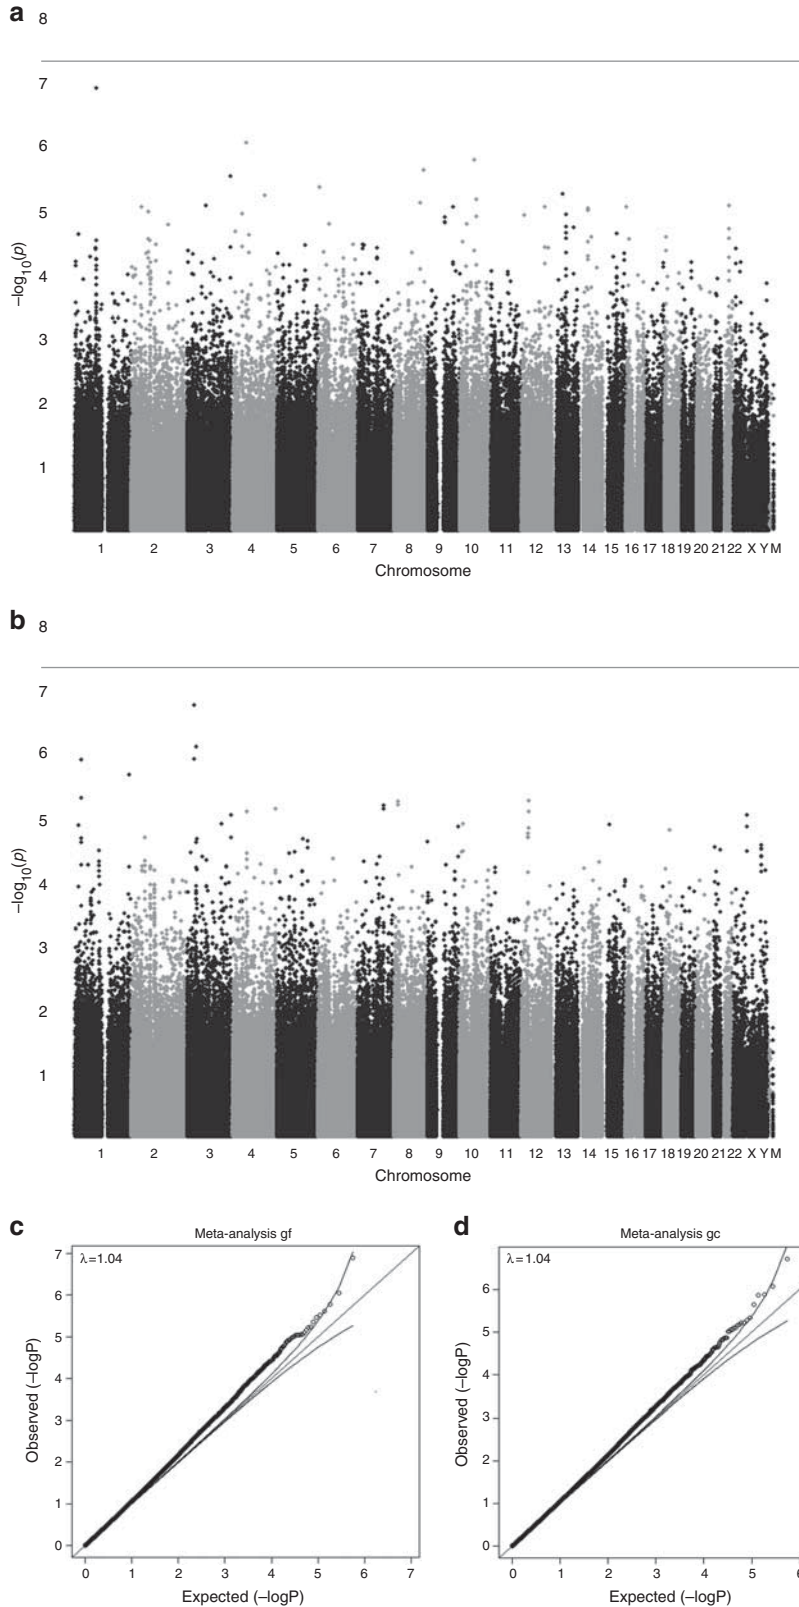 a
8
7
6
5
4
3
2
1
–log10(p)
1 2 3 4 5 6 7 8 9 10 11 12 13 14 15 16 17 18 19 20 21 22 X Y M
Chromosome
b
8
7
6
5
4
3
2
1
–log10(p)
1 2 3 4 5 6 7 8 9 10 11 12 13 14 15 16 17 18 19 20 21 22 X Y M
Chromosome
c
Meta-analysis gf
λ=1.04
7
6
5
4
3
2
1
0
Observed (–logP)
0 1 2 3 4 5 6 7
Expected (–logP)
d
Meta-analysis gc
λ=1.04
6
5
4
3
2
1
0
Observed (–logP)
0 1 2 3 4 5 6
Expected (–logP)